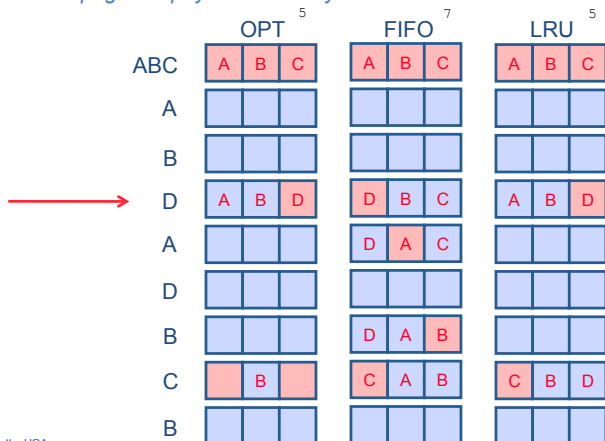 5 7 5
OPT FIFO LRU
ABC A B C A B C A B C
A
B
D A B D D B C A B D
A D A C
D
B D A B
C B C A B C B D
B